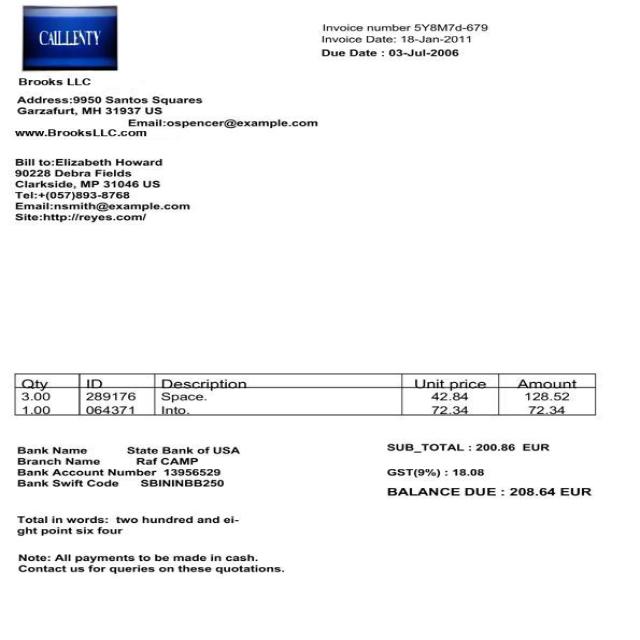 CAILLENTY
Invoice number 5Y8M7d-679
Invoice Date: 18-Jan-2011
Due Date : 03-Jul-2006
Brooks LLC
Address:9950 Santos Squares
Garzafurt, MH 31937 US
Email:ospencer@example.com
www.BrooksLLC.com
Bill to:Elizabeth Howard
90228 Debra Fields
Clarkside, MP 31046 US
Tel:+(057)893-8768
Email:nsmith@example.com
Site:http://reyes.com/
Qty ID Description Unit price Amount
3.00 289176 Space. 42.84 128.52
1.00 064371 Into. 72.34 72.34
Bank Name State Bank of USA
Branch Name Raf CAMP
Bank Account Number 13956529
Bank Swift Code SBININBB250
SUB_TOTAL : 200.86 EUR
GST(9%) : 18.08
BALANCE DUE : 208.64 EUR
Total in words: two hundred and ei-
ght point six four
Note: All payments to be made in cash.
Contact us for queries on these quotations.